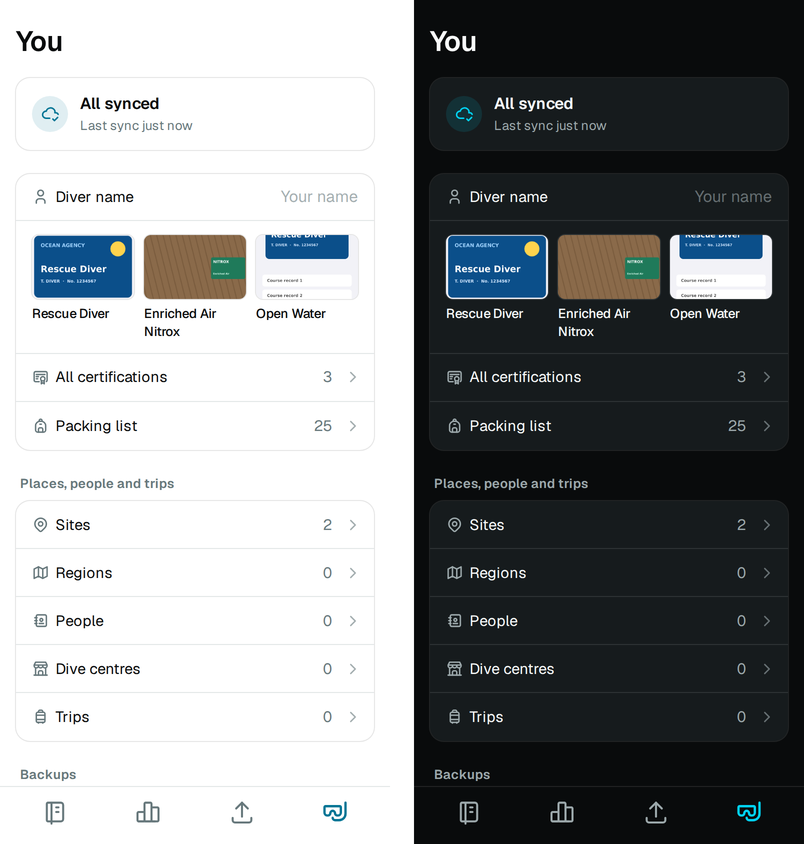 You
All synced
Last sync just now
Diver name
Your name
OCEAN AGENCY
Rescue Diver
T. DIVER · No. 1234567
NITROX
Enriched Air
Rescue Diver
T. DIVER · No. 1234567
Course record 1
Course record 2
Rescue Diver
Enriched Air
Nitrox
Open Water
All certifications
3
Packing list
25
Places, people and trips
Sites
2
Regions
0
People
0
Dive centres
0
Trips
0
Backups
You
All synced
Last sync just now
Diver name
Your name
OCEAN AGENCY
Rescue Diver
T. DIVER · No. 1234567
NITROX
Enriched Air
Rescue Diver
T. DIVER · No. 1234567
Course record 1
Course record 2
Rescue Diver
Enriched Air
Nitrox
Open Water
All certifications
3
Packing list
25
Places, people and trips
Sites
2
Regions
0
People
0
Dive centres
0
Trips
0
Backups